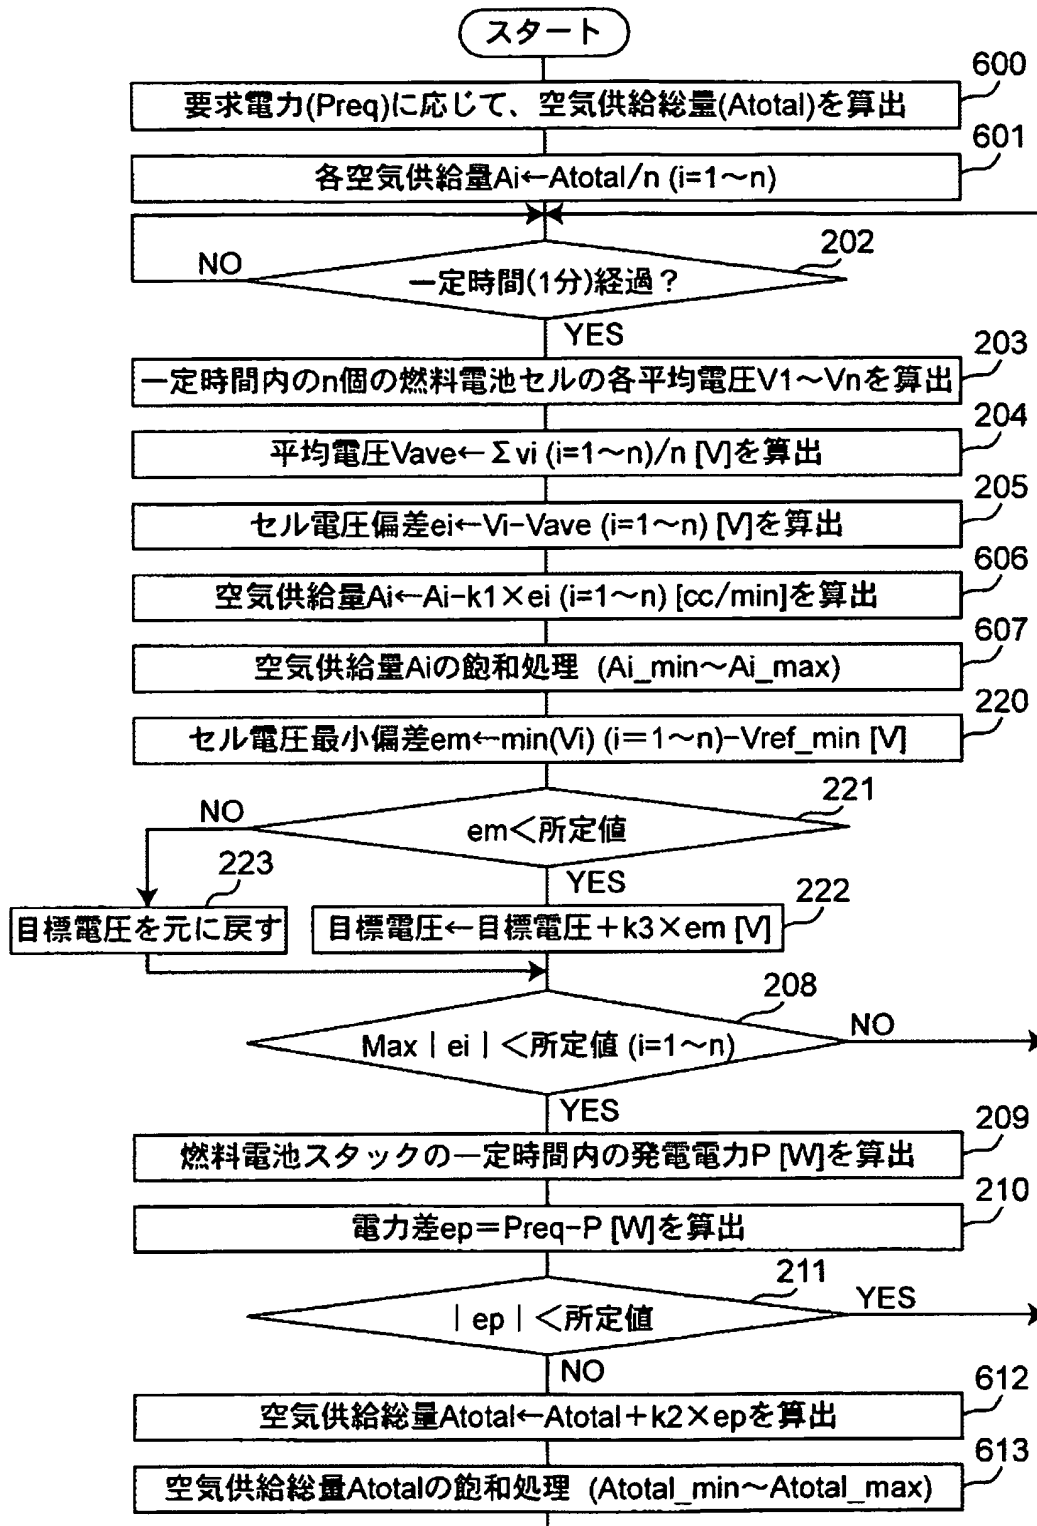 スタート
600
要求電力(Preq)に応じて、空気供給総量(Atotal)を算出
601
各空気供給量Ai←Atotal/n (i=1～n)
202
NO
一定時間(1分)経過？
YES
203
一定時間内のn個の燃料電池セルの各平均電圧V1～Vnを算出
204
平均電圧Vave←Σvi (i=1～n)/n [V]を算出
205
セル電圧偏差ei←Vi-Vave (i=1～n) [V]を算出
606
空気供給量Ai←Ai-k1×ei (i=1～n) [cc/min]を算出
607
空気供給量Aiの飽和処理 (Ai_min～Ai_max)
220
セル電圧最小偏差em←min(Vi) (i＝1～n)-Vref_min [V]
221
NO
em＜所定値
YES
223
目標電圧を元に戻す
222
目標電圧←目標電圧＋k3×em [V]
208
NO
Max｜ei｜＜所定値 (i=1～n)
YES
209
燃料電池スタックの一定時間内の発電電力P [W]を算出
210
電力差ep＝Preq-P [W]を算出
211
YES
｜ep｜＜所定値
NO
612
空気供給総量Atotal←Atotal＋k2×epを算出
613
空気供給総量Atotalの飽和処理 (Atotal_min～Atotal_max)